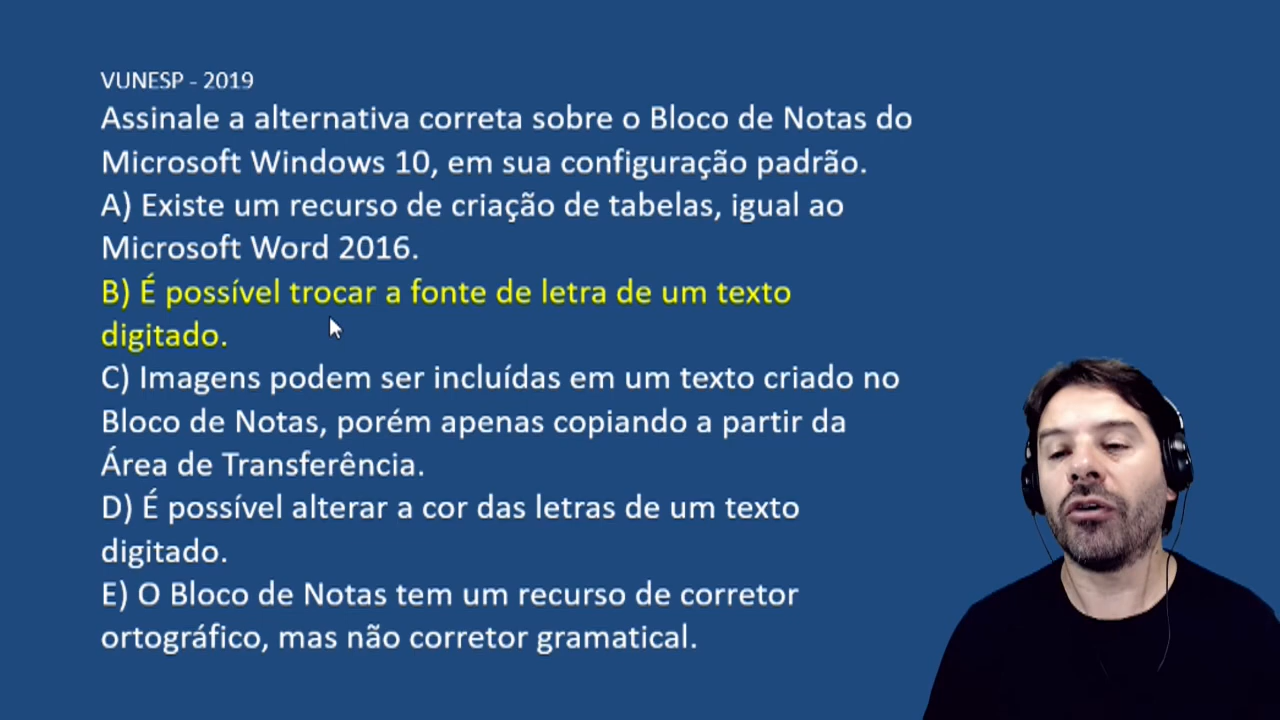 VUNESP - 2019
Assinale a alternativa correta sobre o Bloco de Notas do
Microsoft Windows 10, em sua configuração padrão.
A) Existe um recurso de criação de tabelas, igual ao
Microsoft Word 2016.
B) É possível trocar a fonte de letra de um texto
digitado.
C) Imagens podem ser incluídas em um texto criado no
Bloco de Notas, porém apenas copiando a partir da
Área de Transferência.
D) É possível alterar a cor das letras de um texto
digitado.
E) O Bloco de Notas tem um recurso de corretor
ortográfico, mas não corretor gramatical.